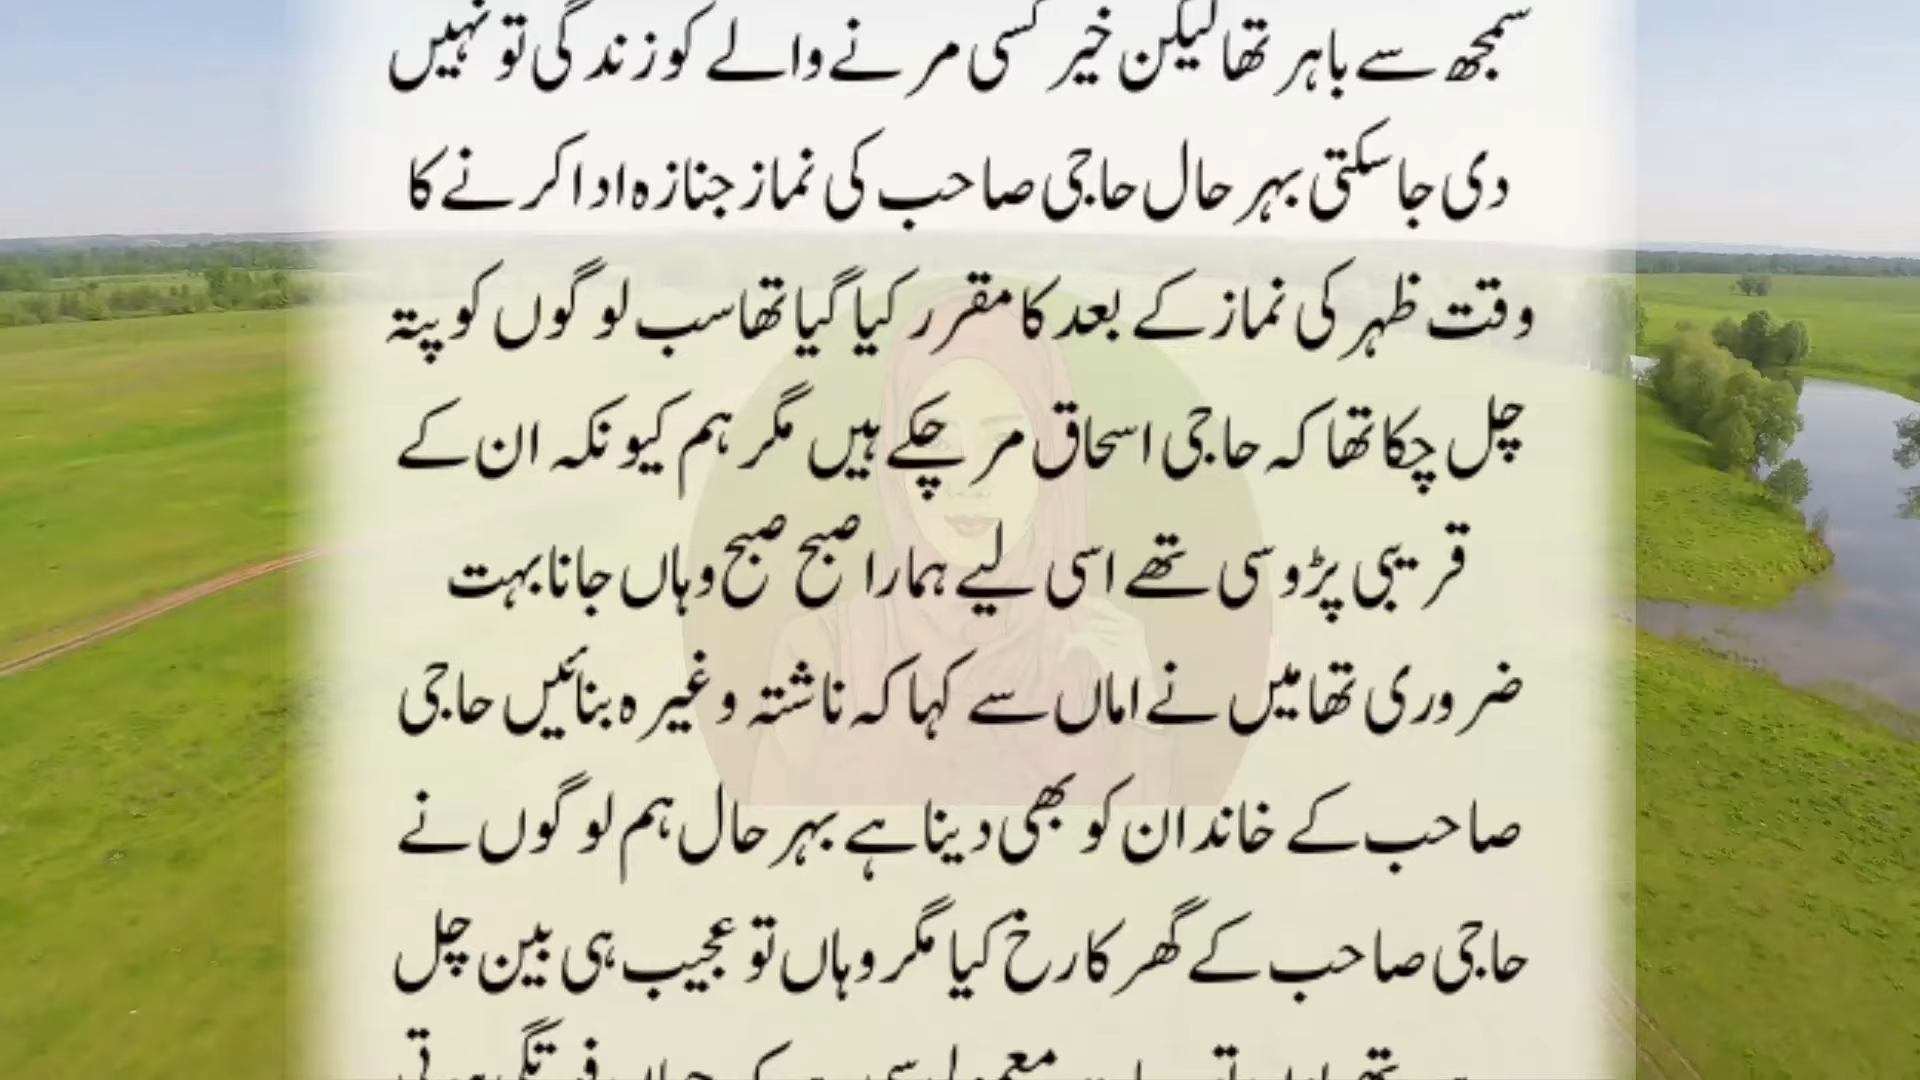 سمجھ سے باہر تھا لیکن خیر کسی مرنے والے کو زندگی تو نہیں
دی جا سکتی بہر حال حاجی صاحب کی نماز جنازہ ادا کرنے کا
وقت ظہر کی نماز کے بعد کا مقرر کیا گیا تھا سب لوگوں کو پتہ
چل چکا تھا کہ حاجی اسحاق مر چکے ہیں مگر ہم کیونکہ ان کے
قریبی پڑوسی تھے اسی لیے ہمارا صبح صبح وہاں جانا بہت
ضروری تھا میں نے اماں سے کہا کہ ناشتہ وغیرہ بنائیں حاجی
صاحب کے خاندان کو بھی دینا ہے بہر حال ہم لوگوں نے
حاجی صاحب کے گھر کا رخ کیا مگر وہاں تو عجیب ہی بین چل